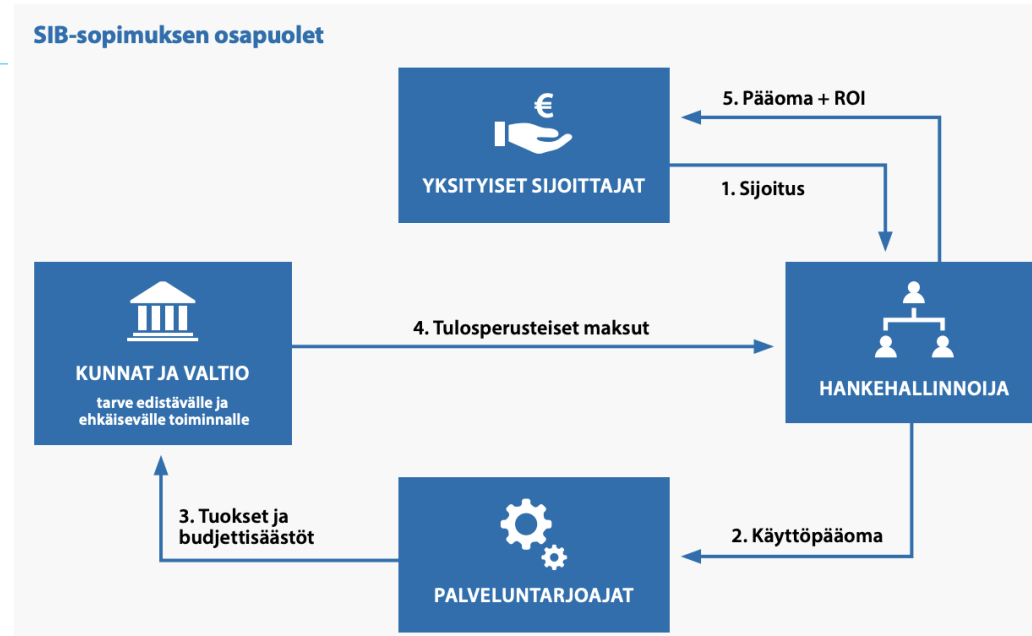 SIB-sopimuksen osapuolet
€
YKSITYISET SIJOITTAJAT
5. Pääoma + ROI
1. Sijoitus
KUNNAT JA VALTIO
tarve edistävälle ja
ehkäisevälle toiminnalle
4. Tulosperusteiset maksut
HANKEHALLINNOIJA
3. Tuokset ja
budjettisäästöt
2. Käyttöpääoma
PALVELUNTARJOAJAT